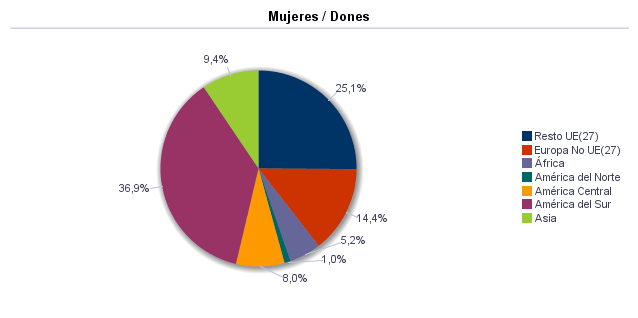 Mujeres / Dones
9,4%
25,1%
36,9%
14,4%
5,2%
1,0%
8,0%
Resto UE(27)
Europa No UE(27)
África
América del Norte
América Central
América del Sur
Asia